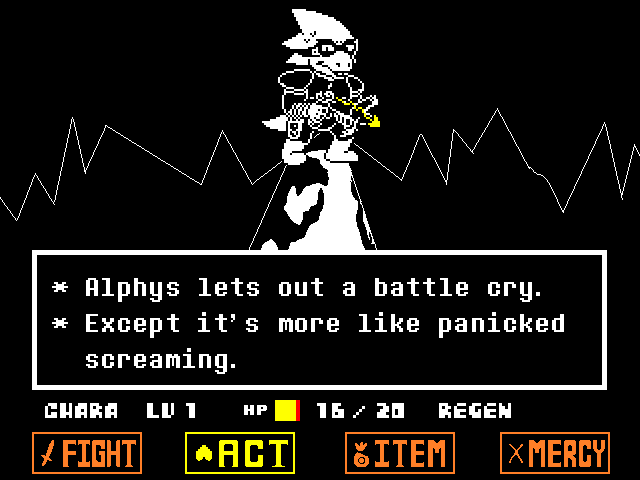 * Alphys lets out a battle cry.
* Except it's more like panicked
screaming.
CHARA LV 1 HP 16 / 20 REGEN
FIGHT ACT ITEM MERCY